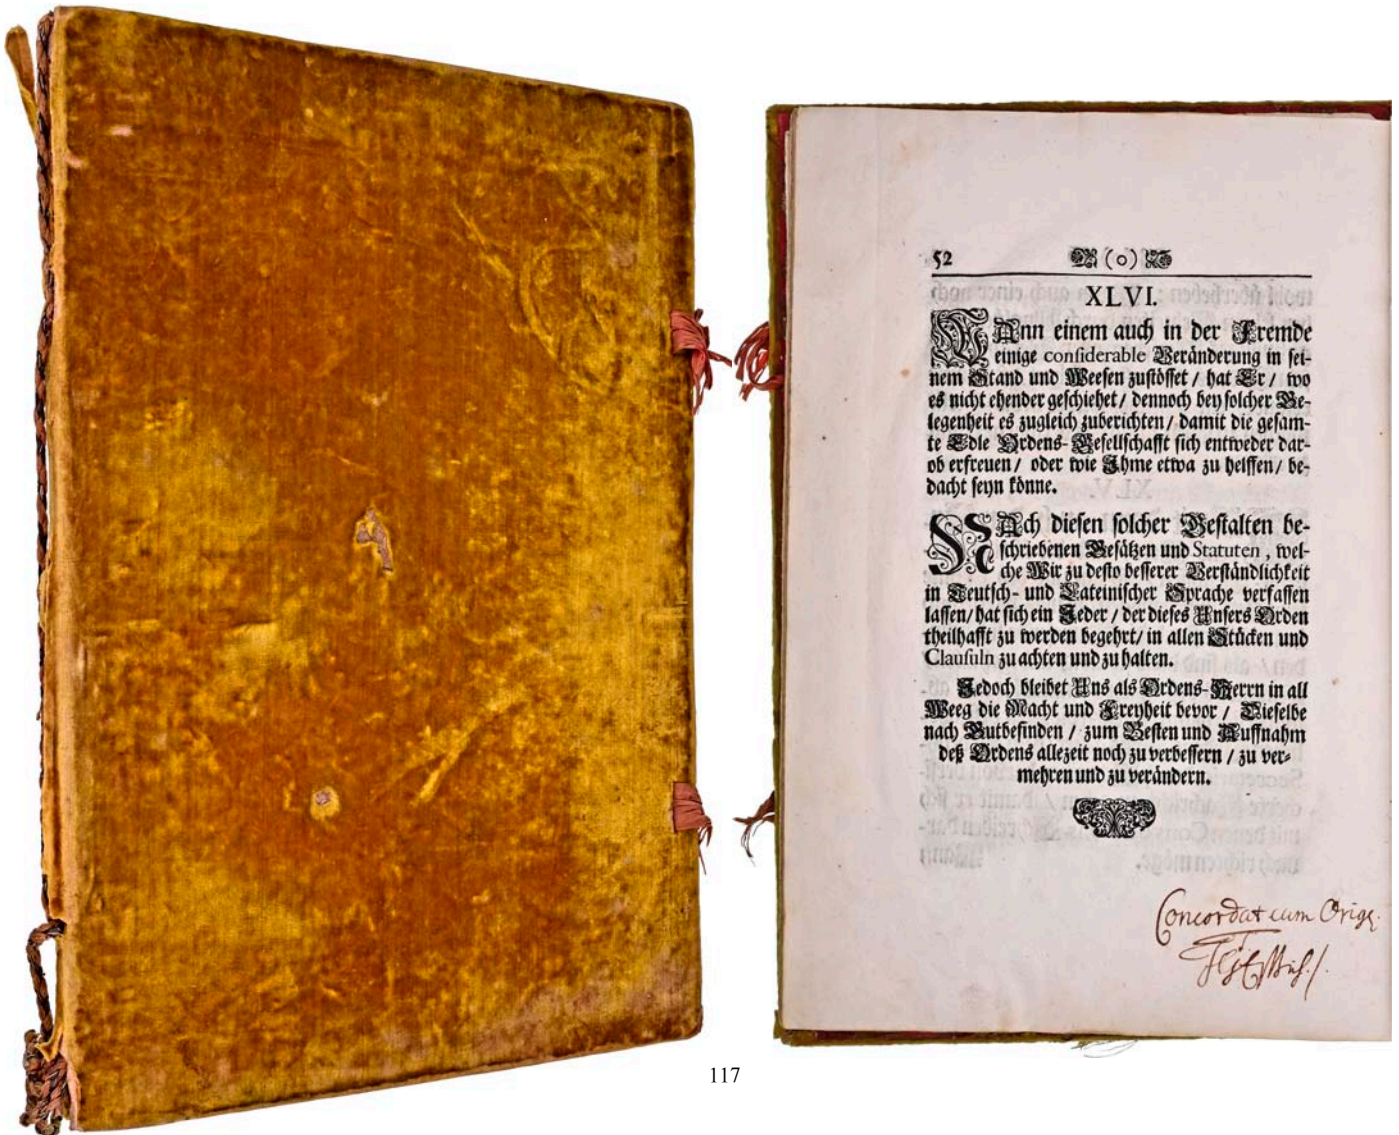 52 (o)
XLVI.
WAnn einem auch in der Fremde
einige considerable Veränderung in sei-
nem Stand und Weesen zustösset / hat Er / wo
es nicht ehender geschiehet / dennoch bey solcher Ge-
legenheit es zugleich zuberichten / damit die gesam-
te Edle Ordens-Gesellschafft sich entweder dar-
ob erfreuen / oder wie Ihme etwa zu helffen / be-
dacht seyn könne.
NAch diesen solcher Gestalten be-
schriebenen Gesätzen und Statuten, wel-
che Wir zu desto besserer Verständlichkeit
in Teutsch- und Lateinischer Sprache verfassen
lassen / hat sich ein Jeder / der dieses Unsers Orden
theilhafft zu werden begehrt / in allen Stücken und
Clausuln zu achten und zu halten.
Jedoch bleibet Uns als Ordens-Herrn in all
Weeg die Macht und Freyheit bevor / Dieselbe
nach Gutbefinden / zum Besten und Auffnahm
deß Ordens allezeit noch zu verbessern / zu ver-
mehren und zu verändern.
Concordat cum Orig.
117